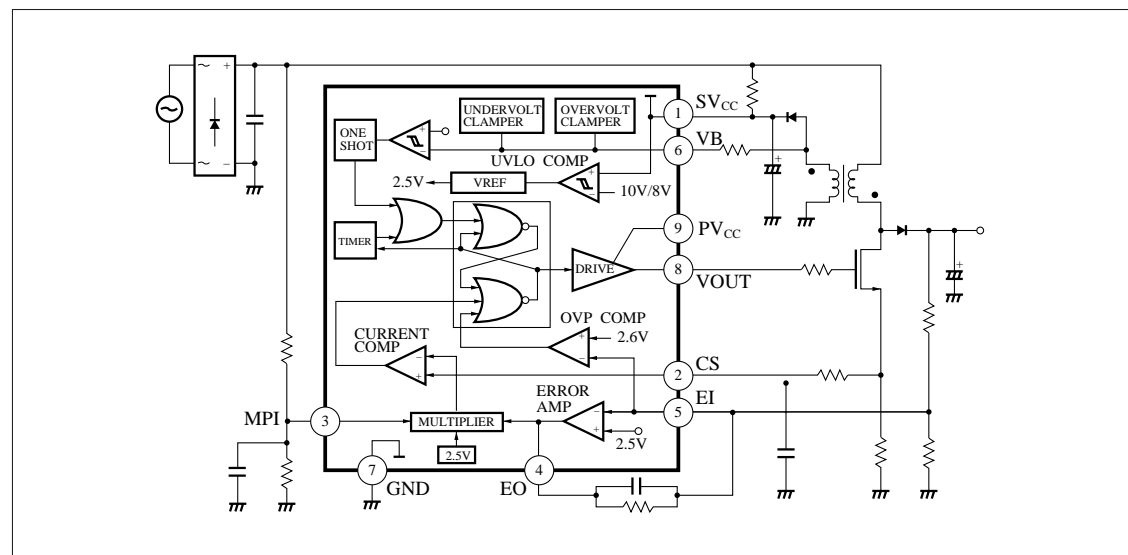 UNDERVOLT
CLAMPER
OVERVOLT
CLAMPER
1
SVCC
ONE
SHOT
+
−
6
VB
UVLO COMP
2.5V
VREF
+
−
10V/8V
9
PVCC
TIMER
DRIVE
8
VOUT
OVP COMP
+
2.6V
−
CURRENT
COMP
−
+
2
CS
ERROR
AMP
EI
5
MPI
3
MULTIPLIER
−
+
2.5V
2.5V
7
GND
4
EO
~
+
~
−
+
+